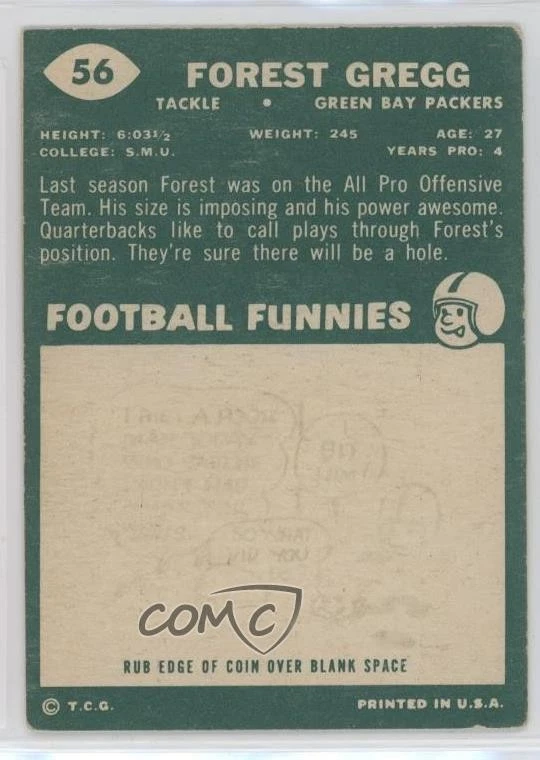 56
FOREST GREGG
TACKLE • GREEN BAY PACKERS
HEIGHT: 6:03½ WEIGHT: 245 AGE: 27
COLLEGE: S.M.U. YEARS PRO: 4
Last season Forest was on the All Pro Offensive
Team. His size is imposing and his power awesome.
Quarterbacks like to call plays through Forest's
position. They're sure there will be a hole.
FOOTBALL FUNNIES
COMC
RUB EDGE OF COIN OVER BLANK SPACE
© T.C.G. PRINTED IN U.S.A.